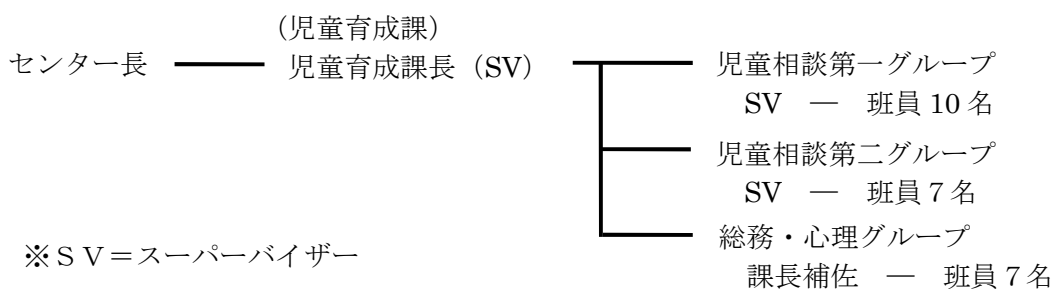 (児童育成課)
センター長 児童育成課長(SV) 児童相談第一グループ
SV ― 班員 10 名
児童相談第二グループ
SV ― 班員７名
総務・心理グループ
※ＳＶ＝スーパーバイザー
課長補佐 ― 班員７名